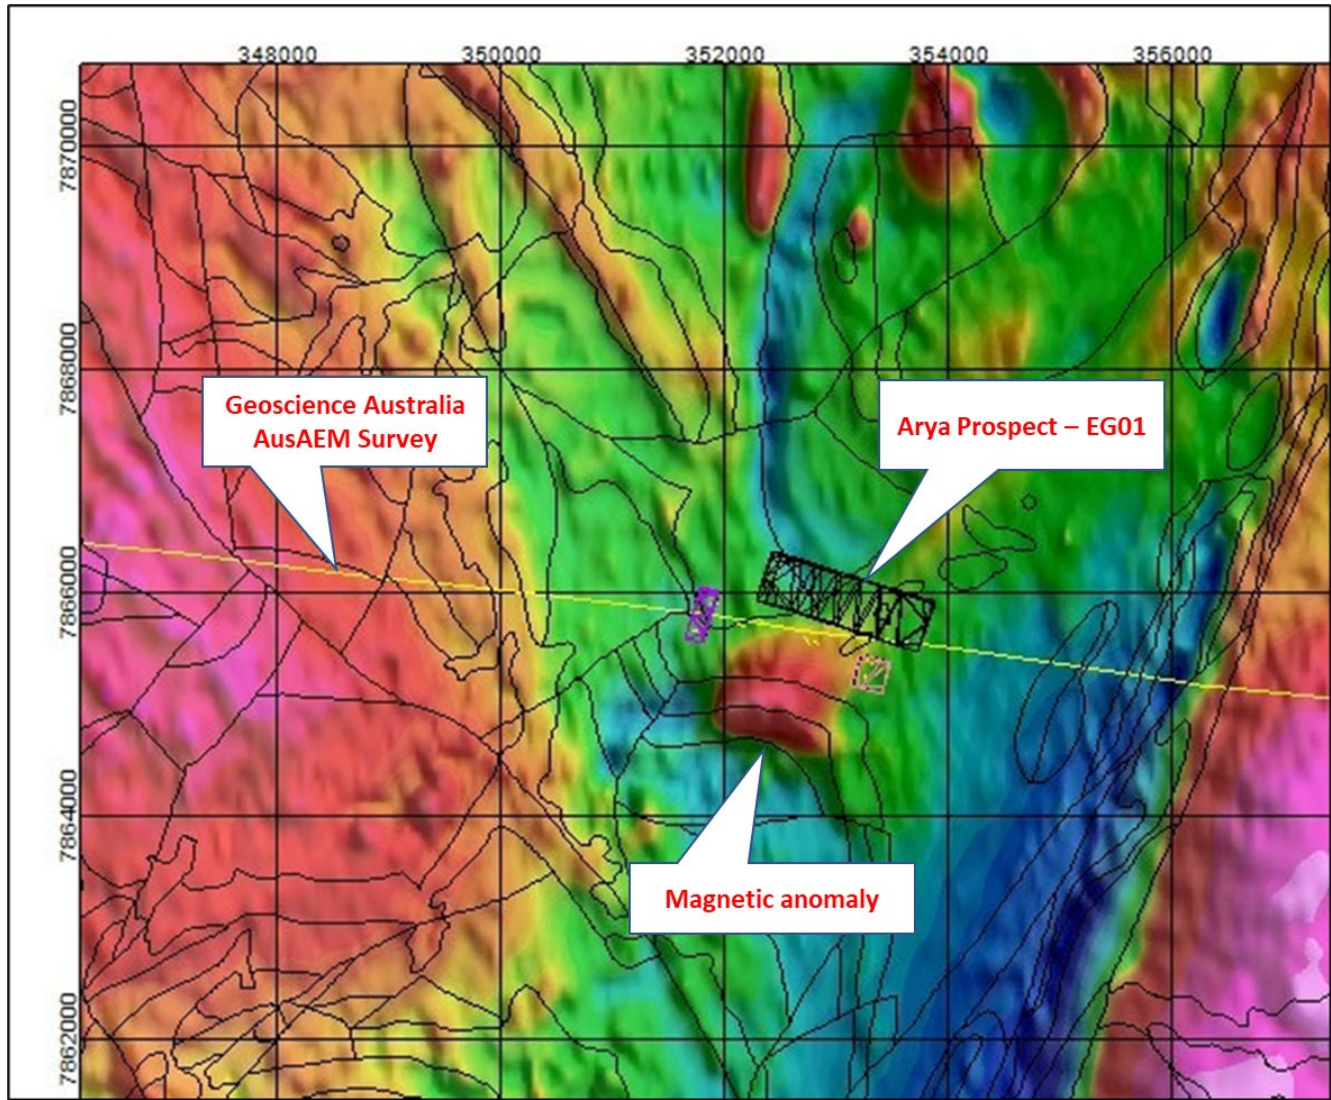 348000 350000 352000 354000 356000
7870000
7868000
Geoscience Australia
AusAEM Survey
Arya Prospect – EG01
7866000
7864000
Magnetic anomaly
7862000